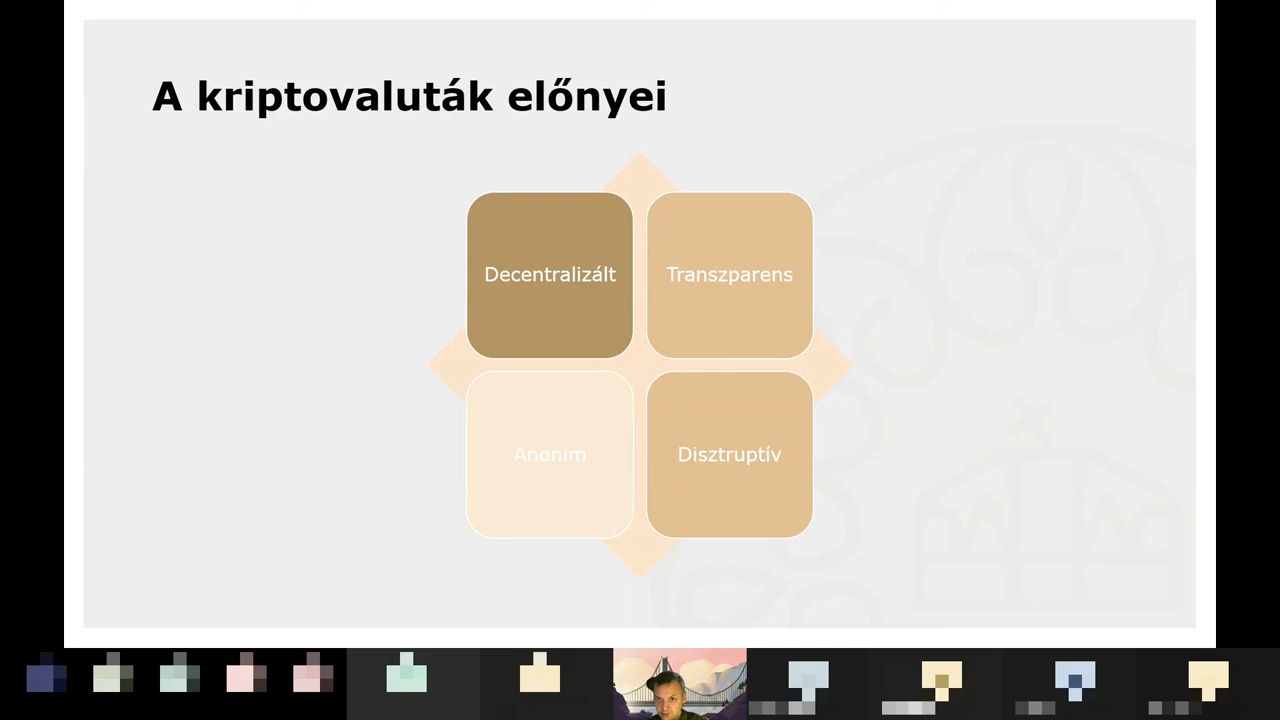 A kriptovaluták előnyei
Decentralizált
Transzparens
Anonim
Disztruptív